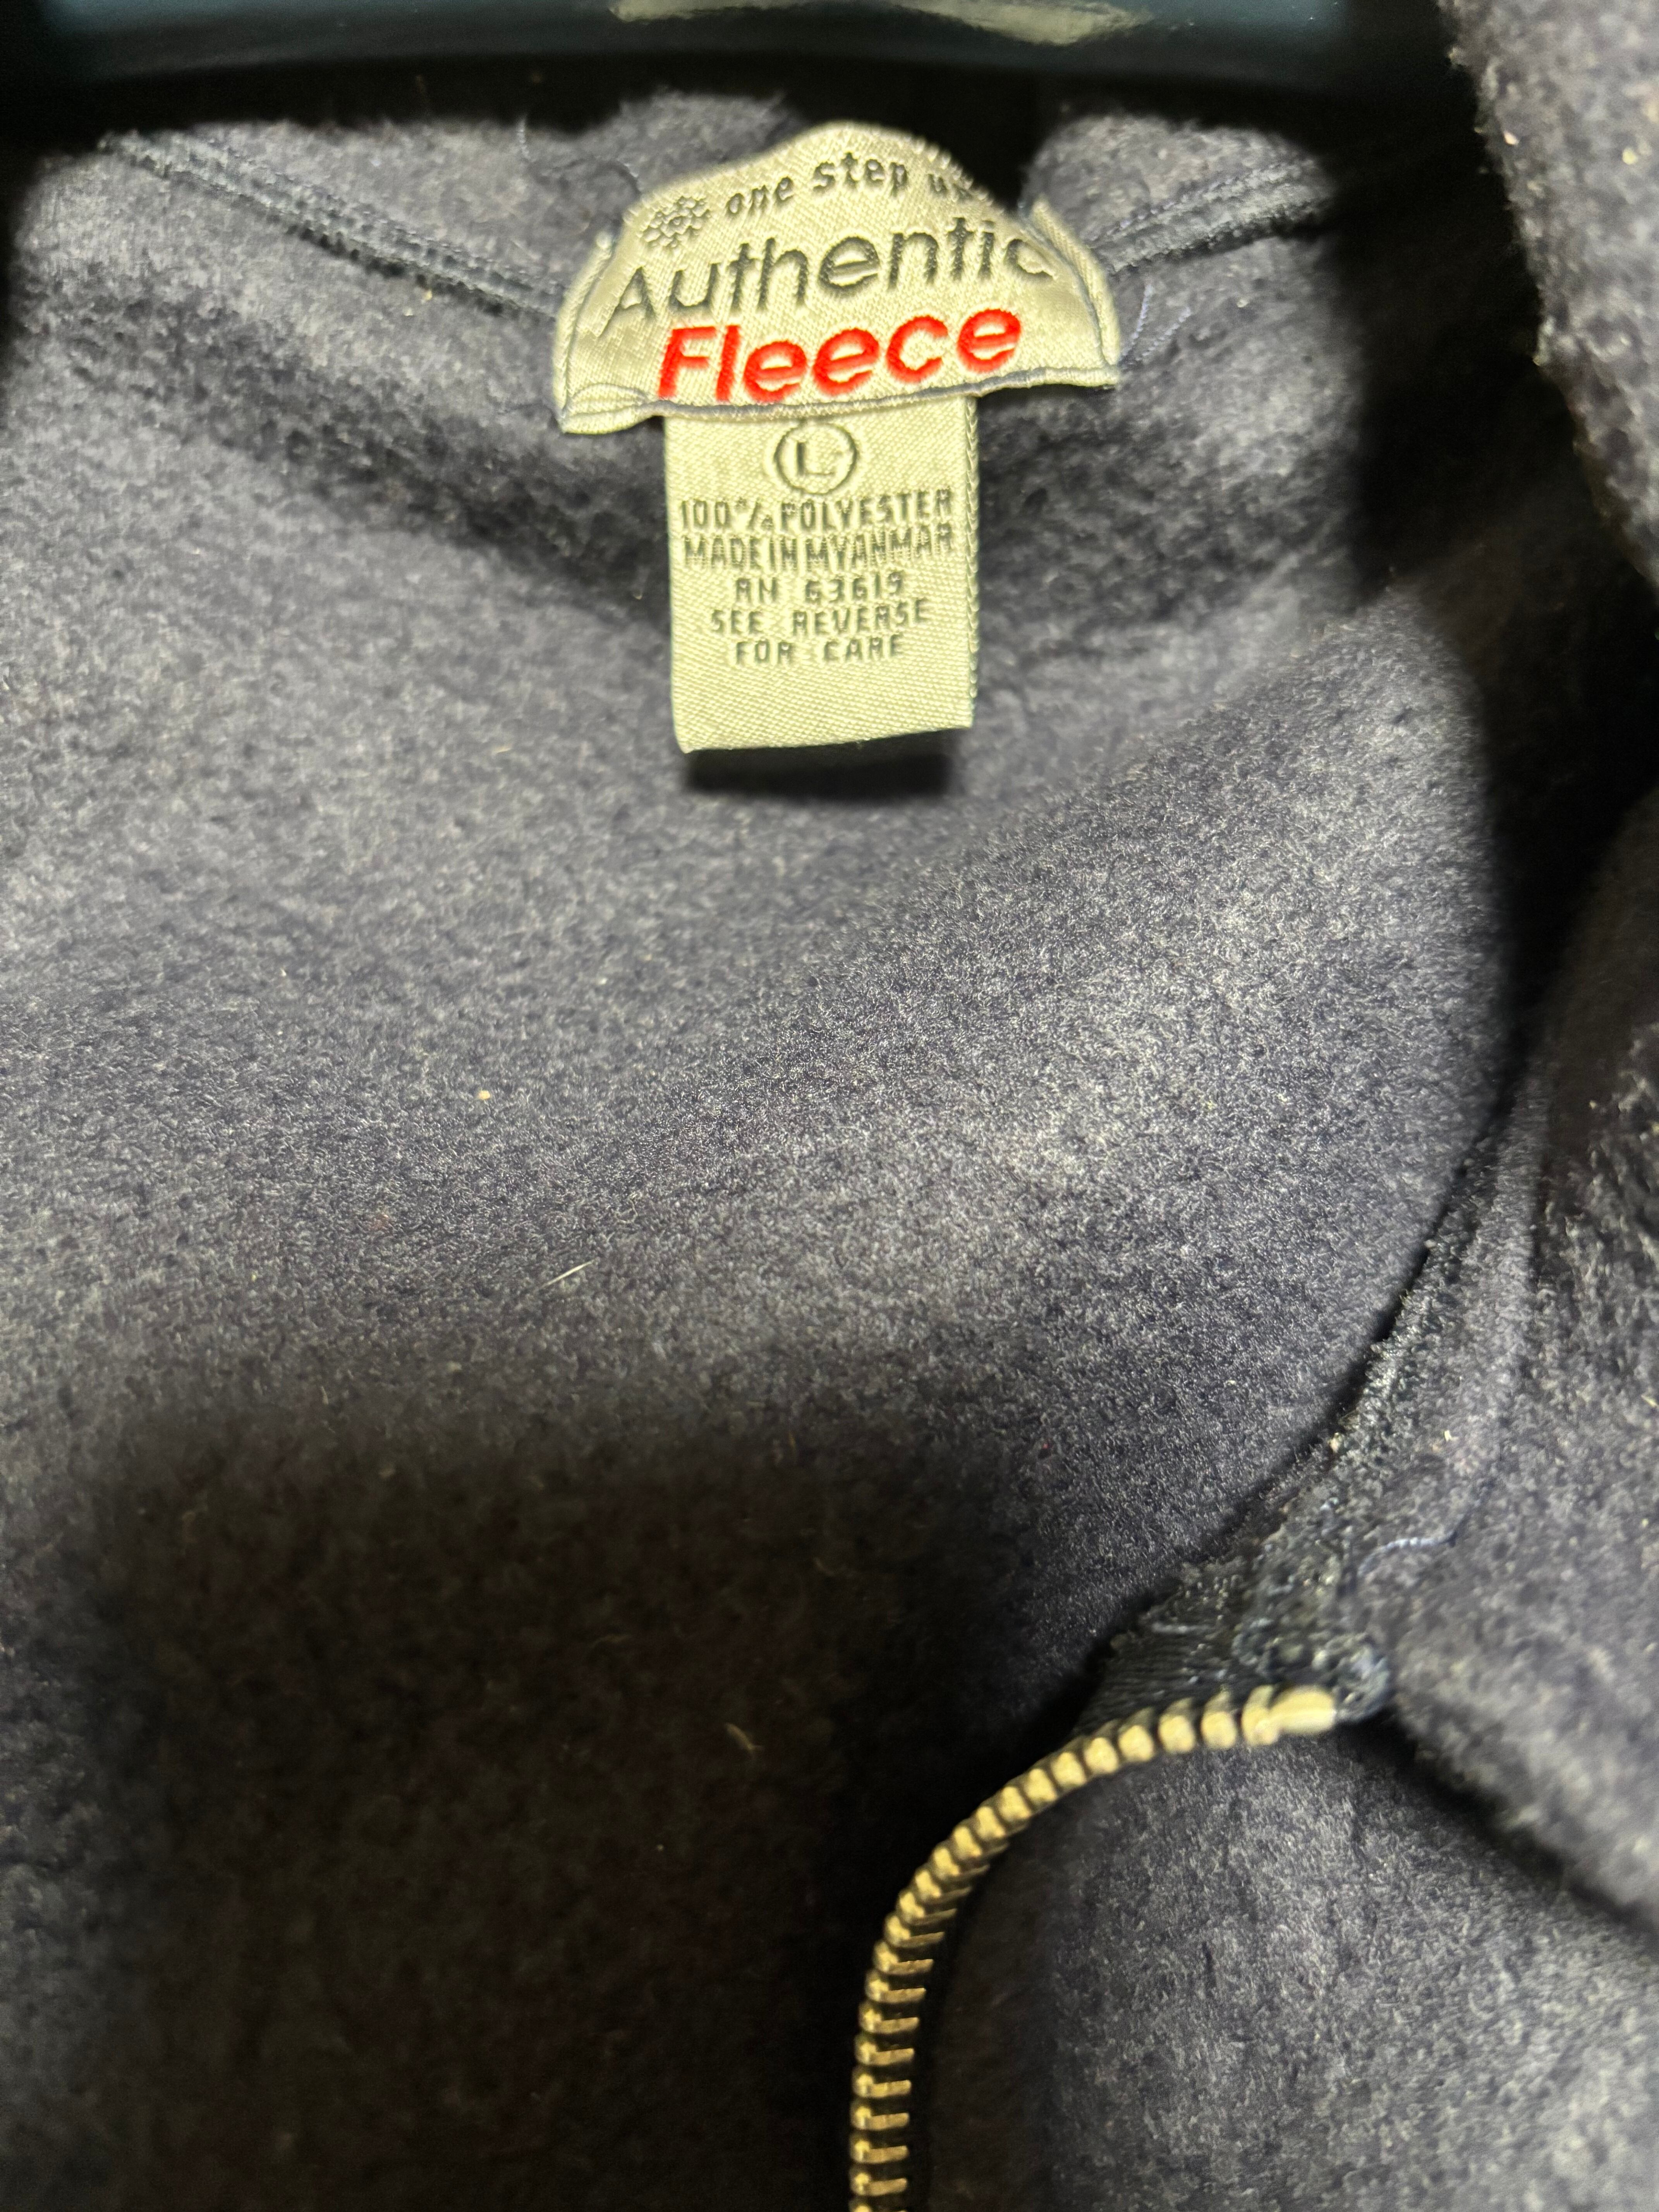 one step up
Authentic
Fleece
L
100% POLYESTER
MADE IN MYANMAR
RN 63619
SEE REVERSE
FOR CARE